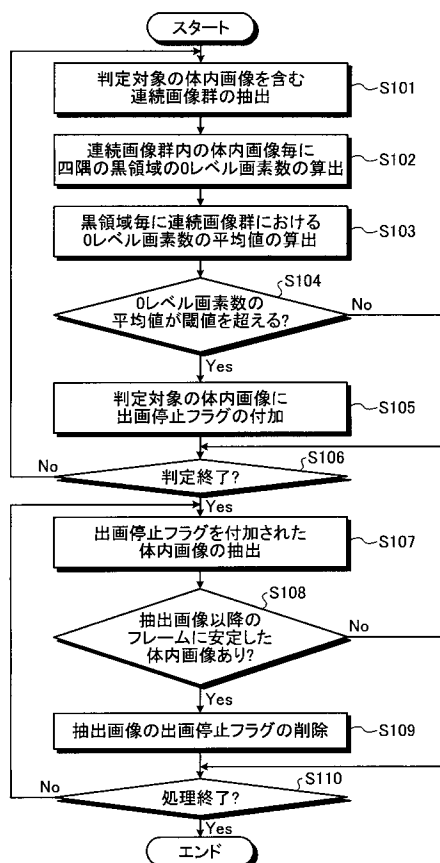 スタート
判定対象の体内画像を含む
連続画像群の抽出
S101
連続画像群内の体内画像毎に
四隅の黒領域の0レベル画素数の算出
S102
黒領域毎に連続画像群における
0レベル画素数の平均値の算出
S103
S104
0レベル画素数の
平均値が閾値を超える?
No
Yes
判定対象の体内画像に
出画停止フラグの付加
S105
S106
No
判定終了?
Yes
出画停止フラグを付加された
体内画像の抽出
S107
S108
抽出画像以降の
フレームに安定した
体内画像あり?
No
Yes
抽出画像の出画停止フラグの削除
S109
S110
No
処理終了?
Yes
エンド